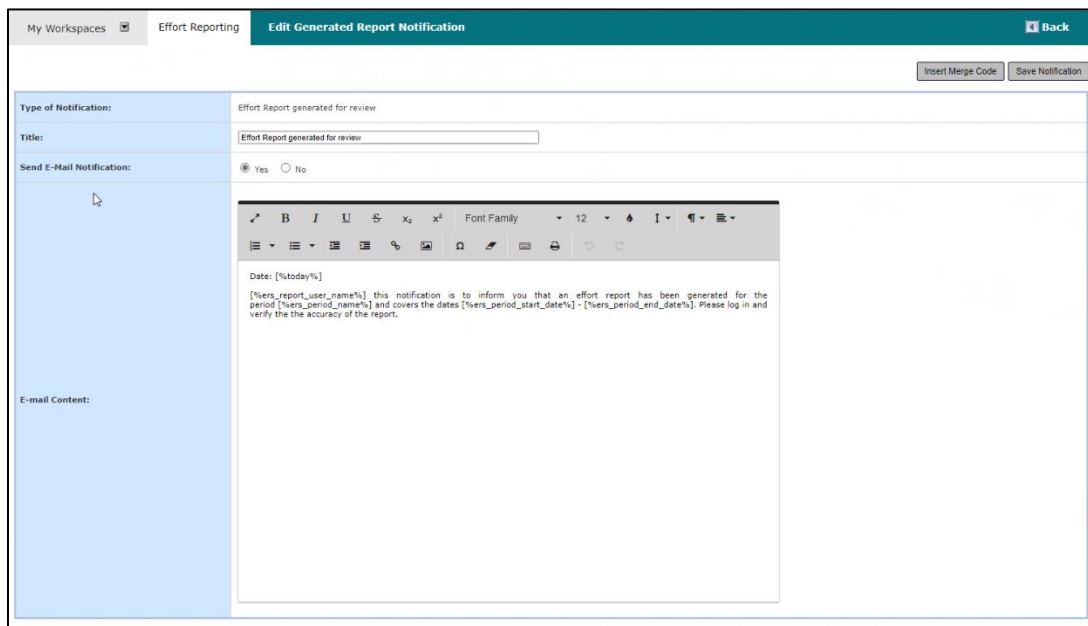 My Workspaces Effort Reporting Edit Generated Report Notification Back
Insert Merge Code Save Notification
Type of Notification: Effort Report generated for review
Title: Effort Report generated for review
Send E-Mail Notification: Yes No
B I U S x₂ x² Font Family 12
Ω
Date: [%today%]
[%ers_report_user_name%] this notification is to inform you that an effort report has been generated for the
period [%ers_period_name%] and covers the dates [%ers_period_start_date%] - [%ers_period_end_date%]. Please log in and
verify the the accuracy of the report.
E-mail Content: